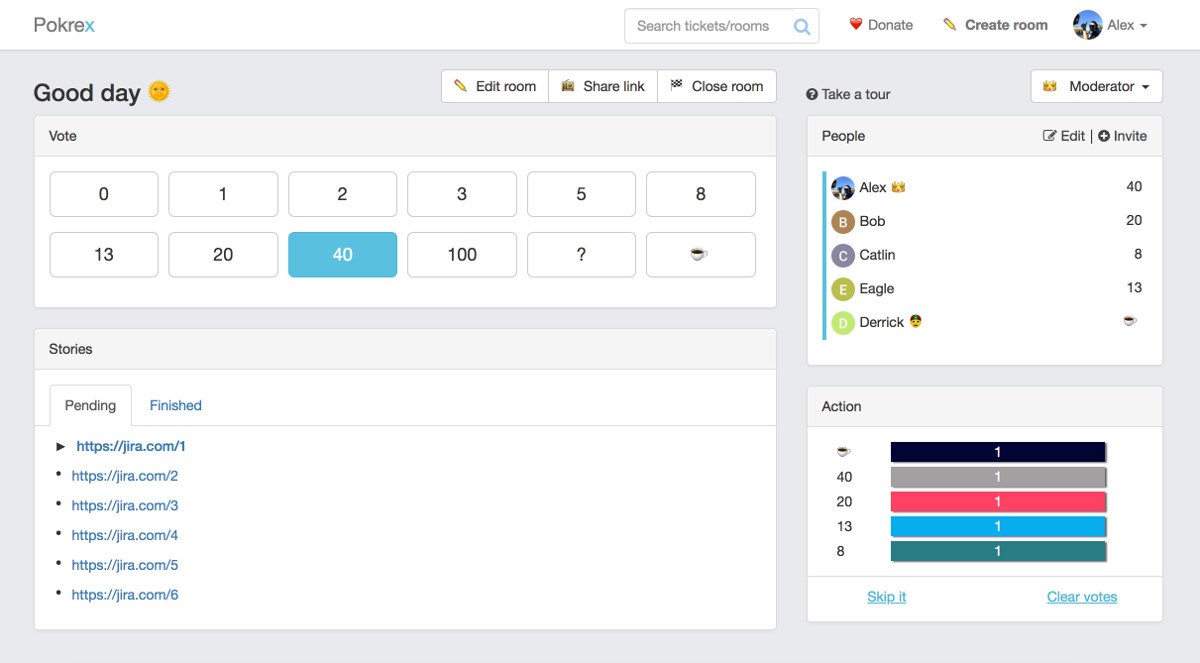 Pokrex
Search tickets/rooms
Donate
Create room
Alex
Good day
Edit room
Share link
Close room
Take a tour
Moderator
Vote
0 1 2 3 5 8
13 20 40 100 ?
Stories
Pending Finished
https://jira.com/1
https://jira.com/2
https://jira.com/3
https://jira.com/4
https://jira.com/5
https://jira.com/6
People
Edit | Invite
Alex 40
B Bob 20
C Catlin 8
E Eagle 13
D Derrick
Action
1
40 1
20 1
13 1
8 1
Skip it
Clear votes